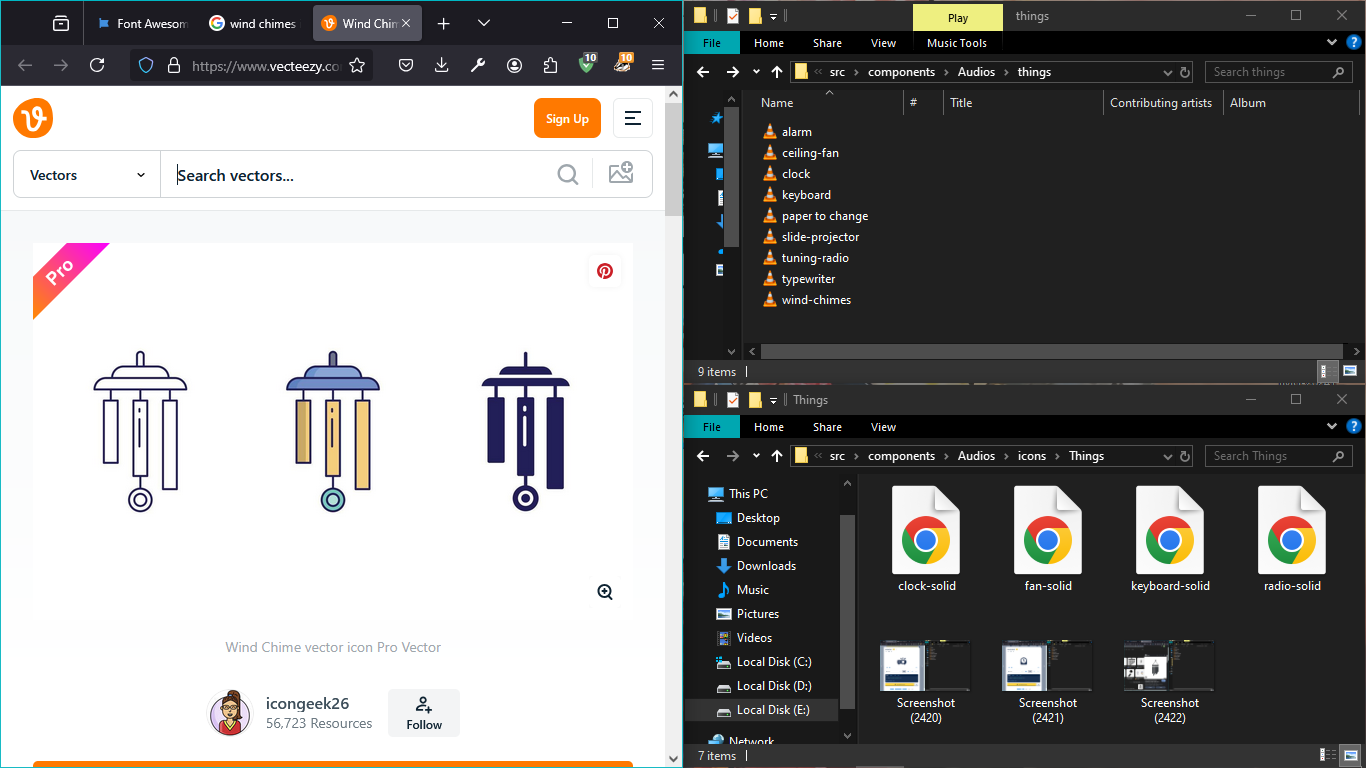 Font Awesom
wind chimes
Wind Chim
https://www.vecteezy.co
10
10
Sign Up
Vectors
Search vectors...
Pro
Wind Chime vector icon Pro Vector
icongeek26
56,723 Resources
Follow
Play
things
File
Home
Share
View
Music Tools
src
components
Audios
things
Search things
Name
#
Title
Contributing artists
Album
alarm
ceiling-fan
clock
keyboard
paper to change
slide-projector
tuning-radio
typewriter
wind-chimes
9 items
Things
File
Home
Share
View
src
components
Audios
icons
Things
Search Things
This PC
Desktop
Documents
Downloads
Music
Pictures
Videos
Local Disk (C:)
Local Disk (D:)
Local Disk (E:)
Network
clock-solid
fan-solid
keyboard-solid
radio-solid
Screenshot
(2420)
Screenshot
(2421)
Screenshot
(2422)
7 items